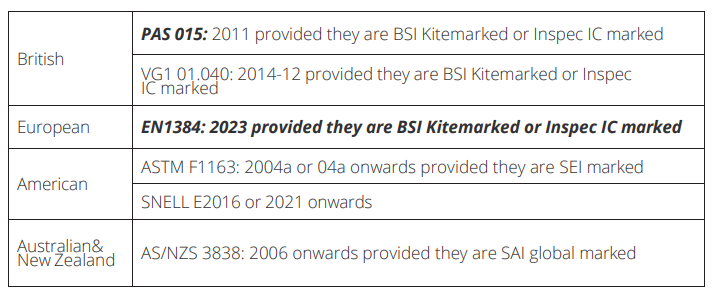 British
PAS 015: 2011 provided they are BSI Kitemarked or Inspec IC marked
VG1 01.040: 2014-12 provided they are BSI Kitemarked or Inspec
IC marked
European
EN1384: 2023 provided they are BSI Kitemarked or Inspec IC marked
American
ASTM F1163: 2004a or 04a onwards provided they are SEI marked
SNELL E2016 or 2021 onwards
Australian&
New Zealand
AS/NZS 3838: 2006 onwards provided they are SAI global marked